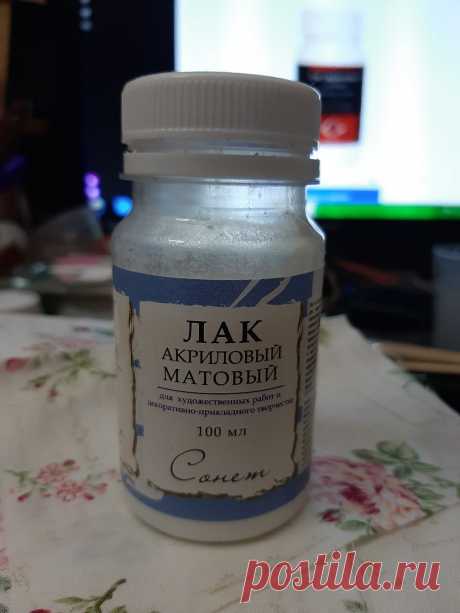 ЛАК
АКРИЛОВЫЙ
МАТОВЫЙ
для художественных работ и
декоративно-прикладного творчества
100 мл
Сонет
postila.ru